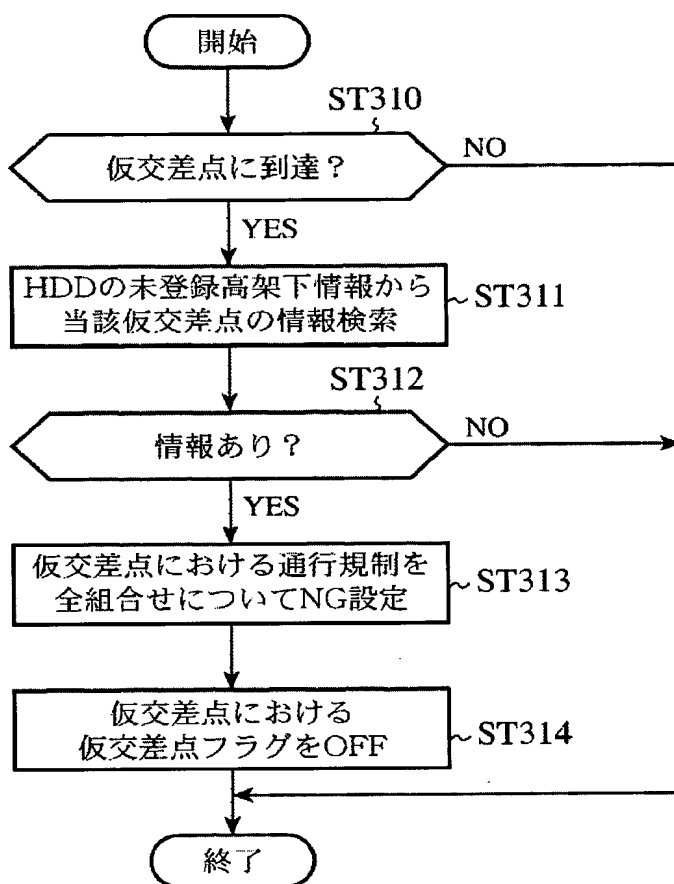 開始
ST310
仮交差点に到達？
NO
YES
HDDの未登録高架下情報から
当該仮交差点の情報検索
ST311
ST312
情報あり？
NO
YES
仮交差点における通行規制を
全組合せについてNG設定
ST313
仮交差点における
仮交差点フラグをOFF
ST314
終了